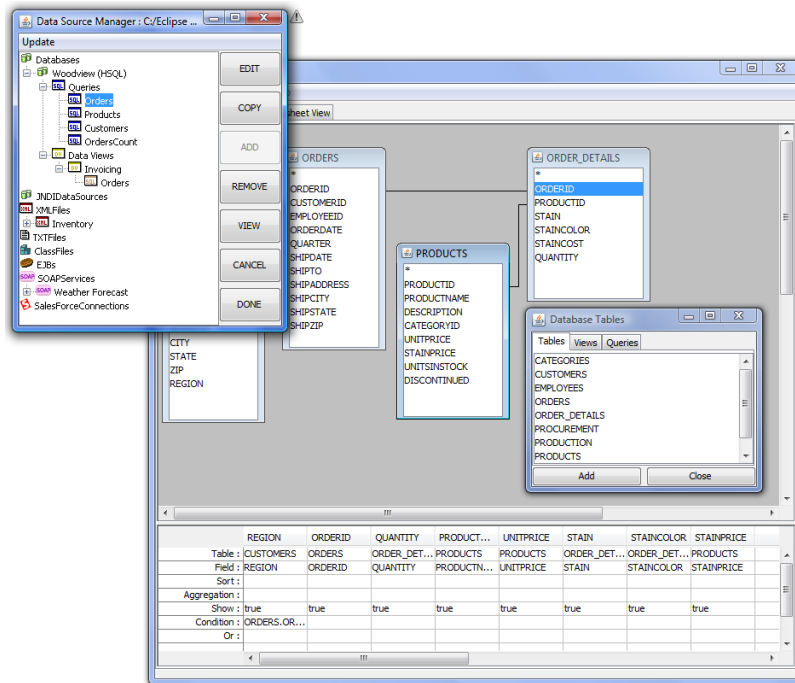 Data Source Manager : C:/Eclipse ...
Update
Databases
Woodview (HSQL)
Queries
Orders
Products
Customers
OrdersCount
Data Views
Invoicing
Orders
JNDIDataSources
XMLFiles
Inventory
TXTFiles
ClassFiles
EJBs
SOAPServices
Weather Forecast
SalesForceConnections
EDIT
COPY
ADD
REMOVE
VIEW
CANCEL
DONE
heet View
CITY
STATE
ZIP
REGION
ORDERS
*
ORDERID
CUSTOMERID
EMPLOYEEID
ORDERDATE
QUARTER
SHIPDATE
SHIPTO
SHIPADDRESS
SHIPCITY
SHIPSTATE
SHIPZIP
PRODUCTS
*
PRODUCTID
PRODUCTNAME
DESCRIPTION
CATEGORYID
UNITPRICE
STAINPRICE
UNITSINSTOCK
DISCONTINUED
ORDER_DETAILS
*
ORDERID
PRODUCTID
STAIN
STAINCOLOR
STAINCOST
QUANTITY
Database Tables
Tables Views Queries
CATEGORIES
CUSTOMERS
EMPLOYEES
ORDERS
ORDER_DETAILS
PROCUREMENT
PRODUCTION
PRODUCTS
Add Close
REGION ORDERID QUANTITY PRODUCT... UNITPRICE STAIN STAINCOLOR STAINPRICE
Table : CUSTOMERS ORDERS ORDER_DET... PRODUCTS PRODUCTS ORDER_DET... ORDER_DET... PRODUCTS
Field : REGION ORDERID QUANTITY PRODUCTN... UNITPRICE STAIN STAINCOLOR STAINPRICE
Sort :
Aggregation :
Show : true true true true true true true true
Condition : ORDERS.OR...
Or :